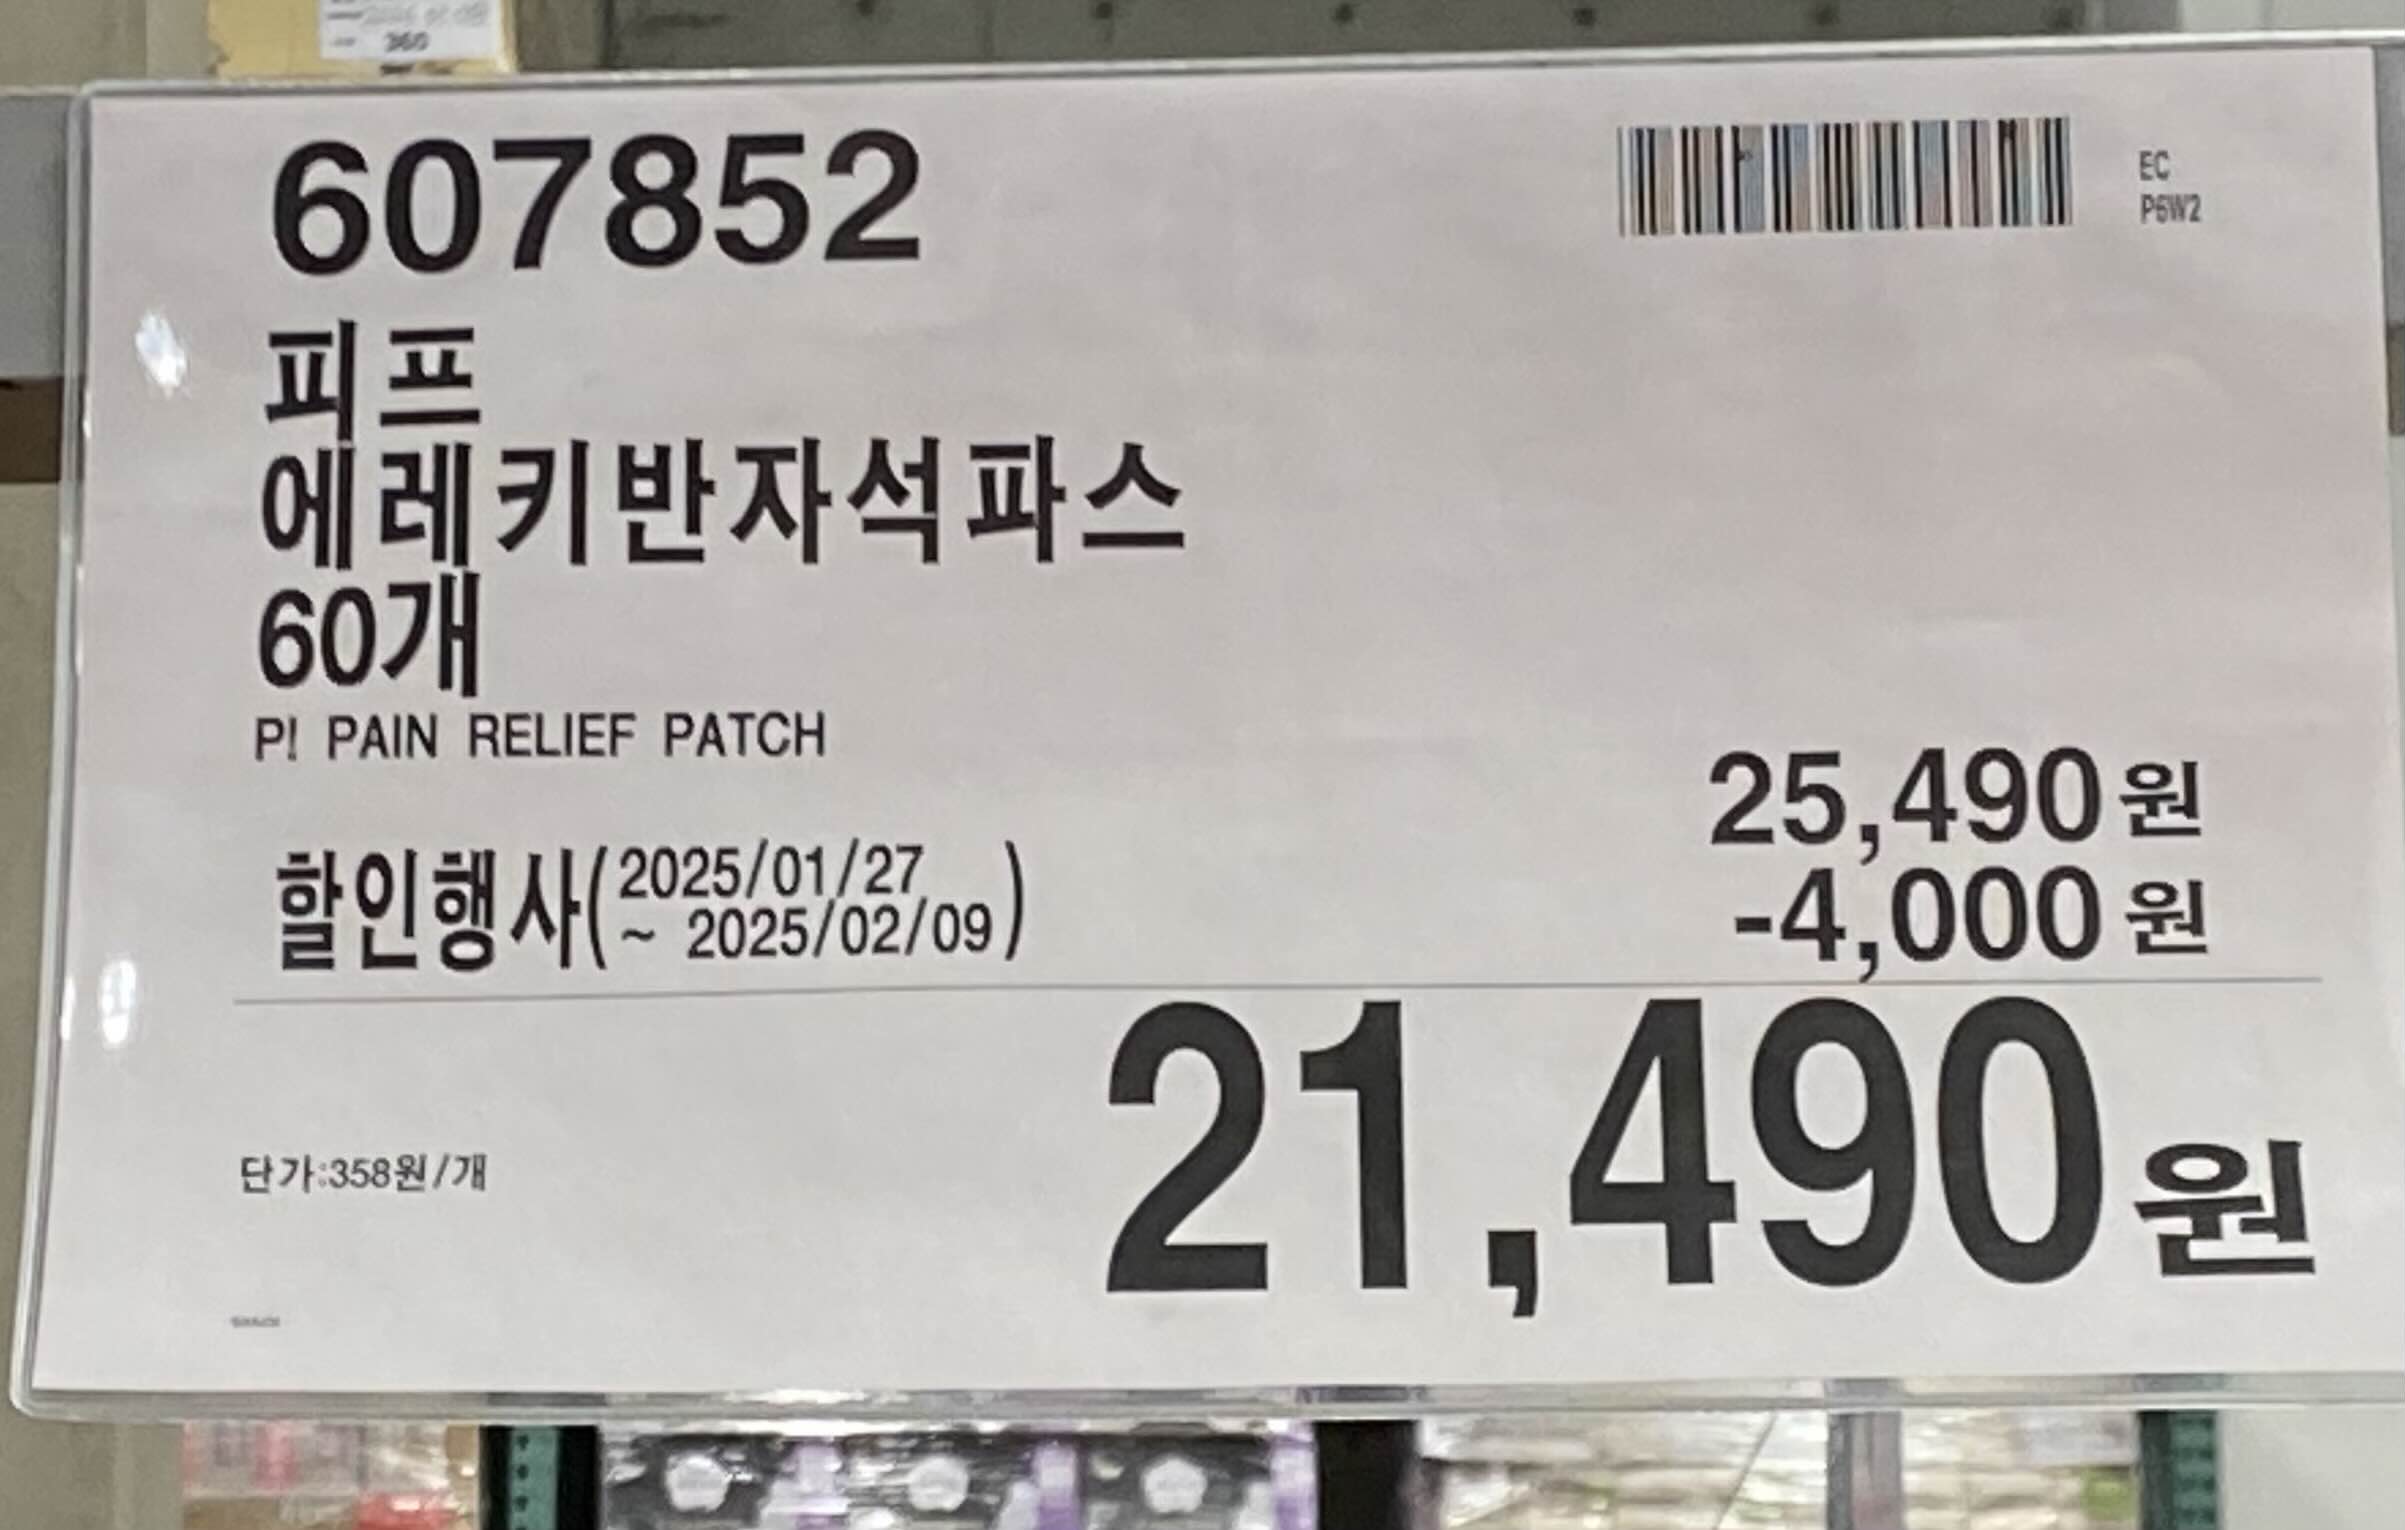 360
607852
EC
P6W2
피프
에레키반자석파스
60개
P! PAIN RELIEF PATCH
25,490원
할인행사(2025/01/27
~ 2025/02/09)
-4,000원
21,490원
단가:358원/개